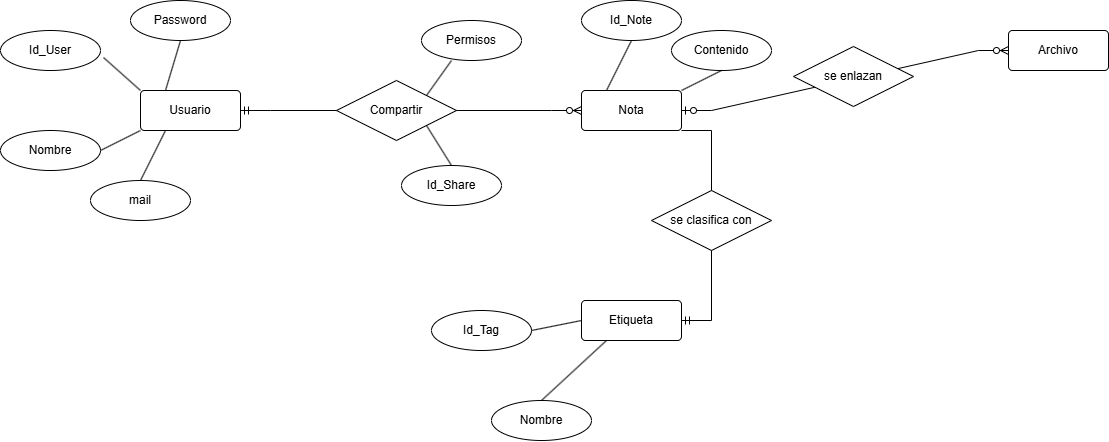 Password
Id_Note
Id_User
Permisos
Contenido
Archivo
se enlazan
Usuario
Compartir
Nota
Nombre
Id_Share
mail
se clasifica con
Etiqueta
Id_Tag
Nombre